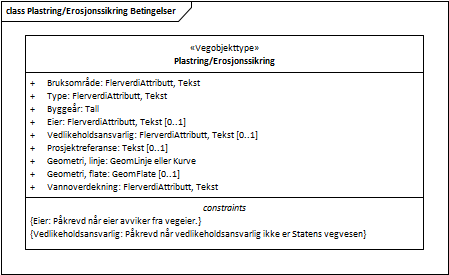 class Plastring/Erosjonssikring Betingelser
«Vegobjekttype»
Plastring/Erosjonssikring
+ Bruksområde: FlerverdiAttributt, Tekst
+ Type: FlerverdiAttributt, Tekst
+ Byggeår: Tall
+ Eier: FlerverdiAttributt, Tekst [0..1]
+ Vedlikeholdsansvarlig: FlerverdiAttributt, Tekst [0..1]
+ Prosjektreferanse: Tekst [0..1]
+ Geometri, linje: GeomLinje eller Kurve
+ Geometri, flate: GeomFlate [0..1]
+ Vannoverdekning: FlerverdiAttributt, Tekst
constraints
{Eier: Påkrevd når eier avviker fra vegeier.}
{Vedlikeholdsansvarlig: Påkrevd når vedlikeholdsansvarlig ikke er Statens vegvesen}